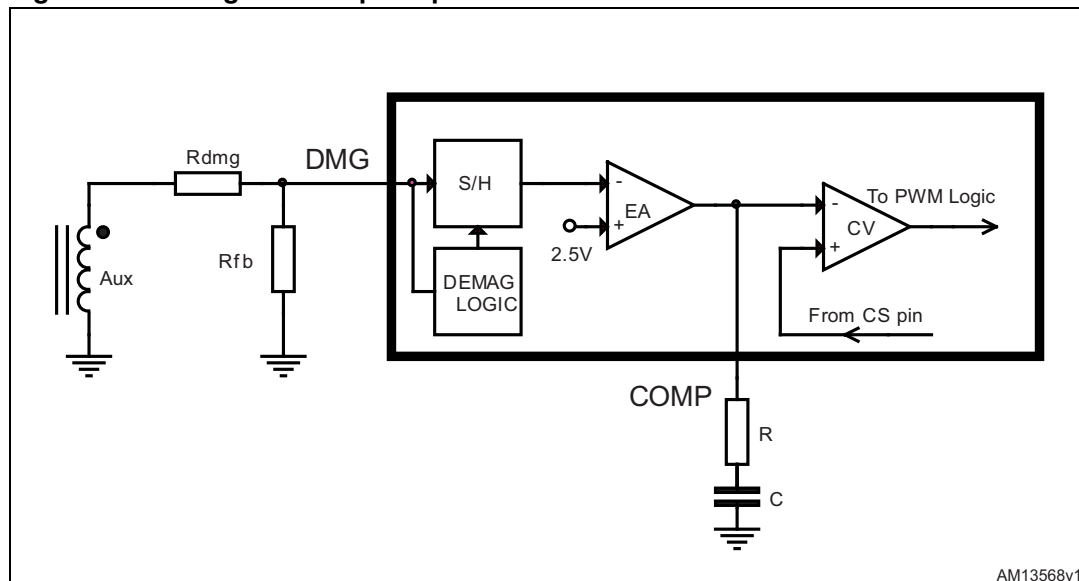 Rdmg
DMG
S/H
-
EA
+
2.5V
To PWM Logic
-
CV
+
Rfb
Aux
DEMAG
LOGIC
From CS pin
COMP
R
C
AM13568v1